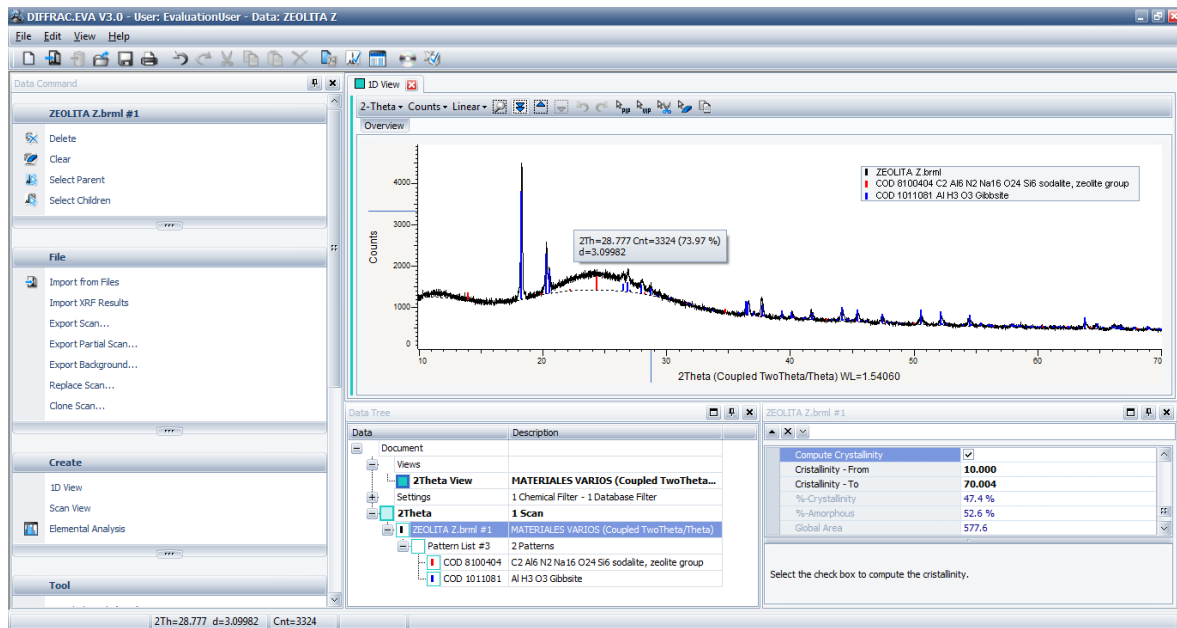 DIFFRAC.EVA V3.0 - User: EvaluationUser - Data: ZEOLITA Z
File Edit View Help
Data Command
ZEOLITA Z.brml #1
Delete
Clear
Select Parent
Select Children
File
Import from Files
Import XRF Results
Export Scan...
Export Partial Scan...
Export Background...
Replace Scan...
Clone Scan...
Create
1D View
Scan View
Elemental Analysis
Tool
1D View
2-Theta Counts Linear
Overview
ZEOLITA Z.brml
COD 8100404 C2 Al6 N2 Na16 O24 Si6 sodalite, zeolite group
COD 1011081 Al H3 O3 Gibbsite
2Th=28.777 Cnt=3324 (73.97 %)
d=3.09982
Counts
4000
3000
2000
1000
0
10 20 30 40 50 60 70
2Theta (Coupled TwoTheta/Theta) WL=1.54060
Data Tree
Data Description
Document
Views
2Theta View MATERIALES VARIOS (Coupled TwoTheta...
Settings 1 Chemical Filter - 1 Database Filter
2Theta 1 Scan
ZEOLITA Z.brml #1 MATERIALES VARIOS (Coupled TwoTheta/Theta)
Pattern List #3 2 Patterns
COD 8100404 C2 Al6 N2 Na16 O24 Si6 sodalite, zeolite group
COD 1011081 Al H3 O3 Gibbsite
ZEOLITA Z.brml #1
Compute Crystallinity
Cristallinity - From 10.000
Cristallinity - To 70.004
%-Crystallinity 47.4 %
%-Amorphous 52.6 %
Global Area 577.6
Select the check box to compute the cristallinity.
2Th=28.777 d=3.09982 Cnt=3324